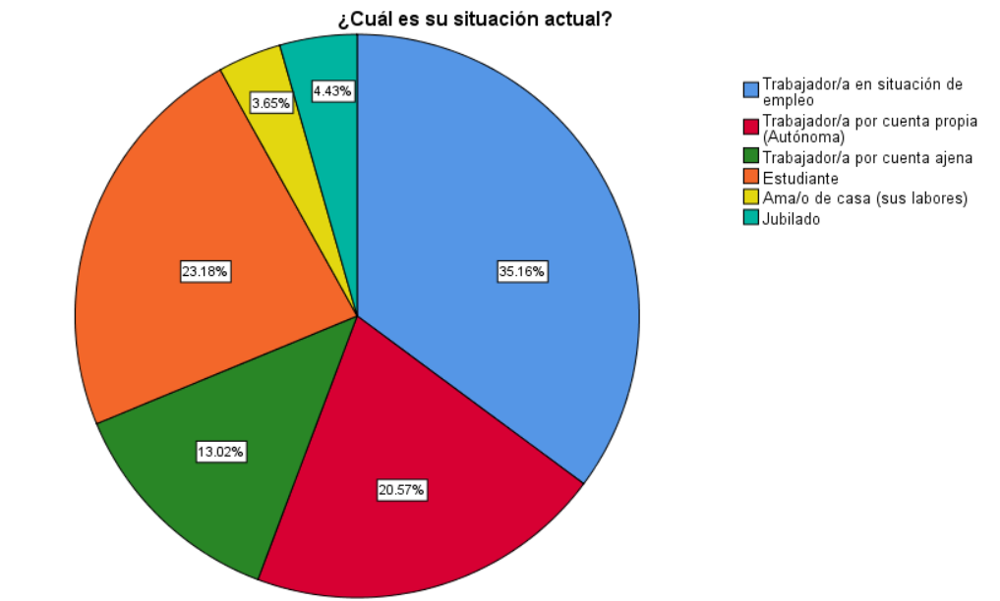 ¿Cuál es su situación actual?
4.43%
3.65%
35.16%
23.18%
13.02%
20.57%
Trabajador/a en situación de
empleo
Trabajador/a por cuenta propia
(Autónoma)
Trabajador/a por cuenta ajena
Estudiante
Ama/o de casa (sus labores)
Jubilado